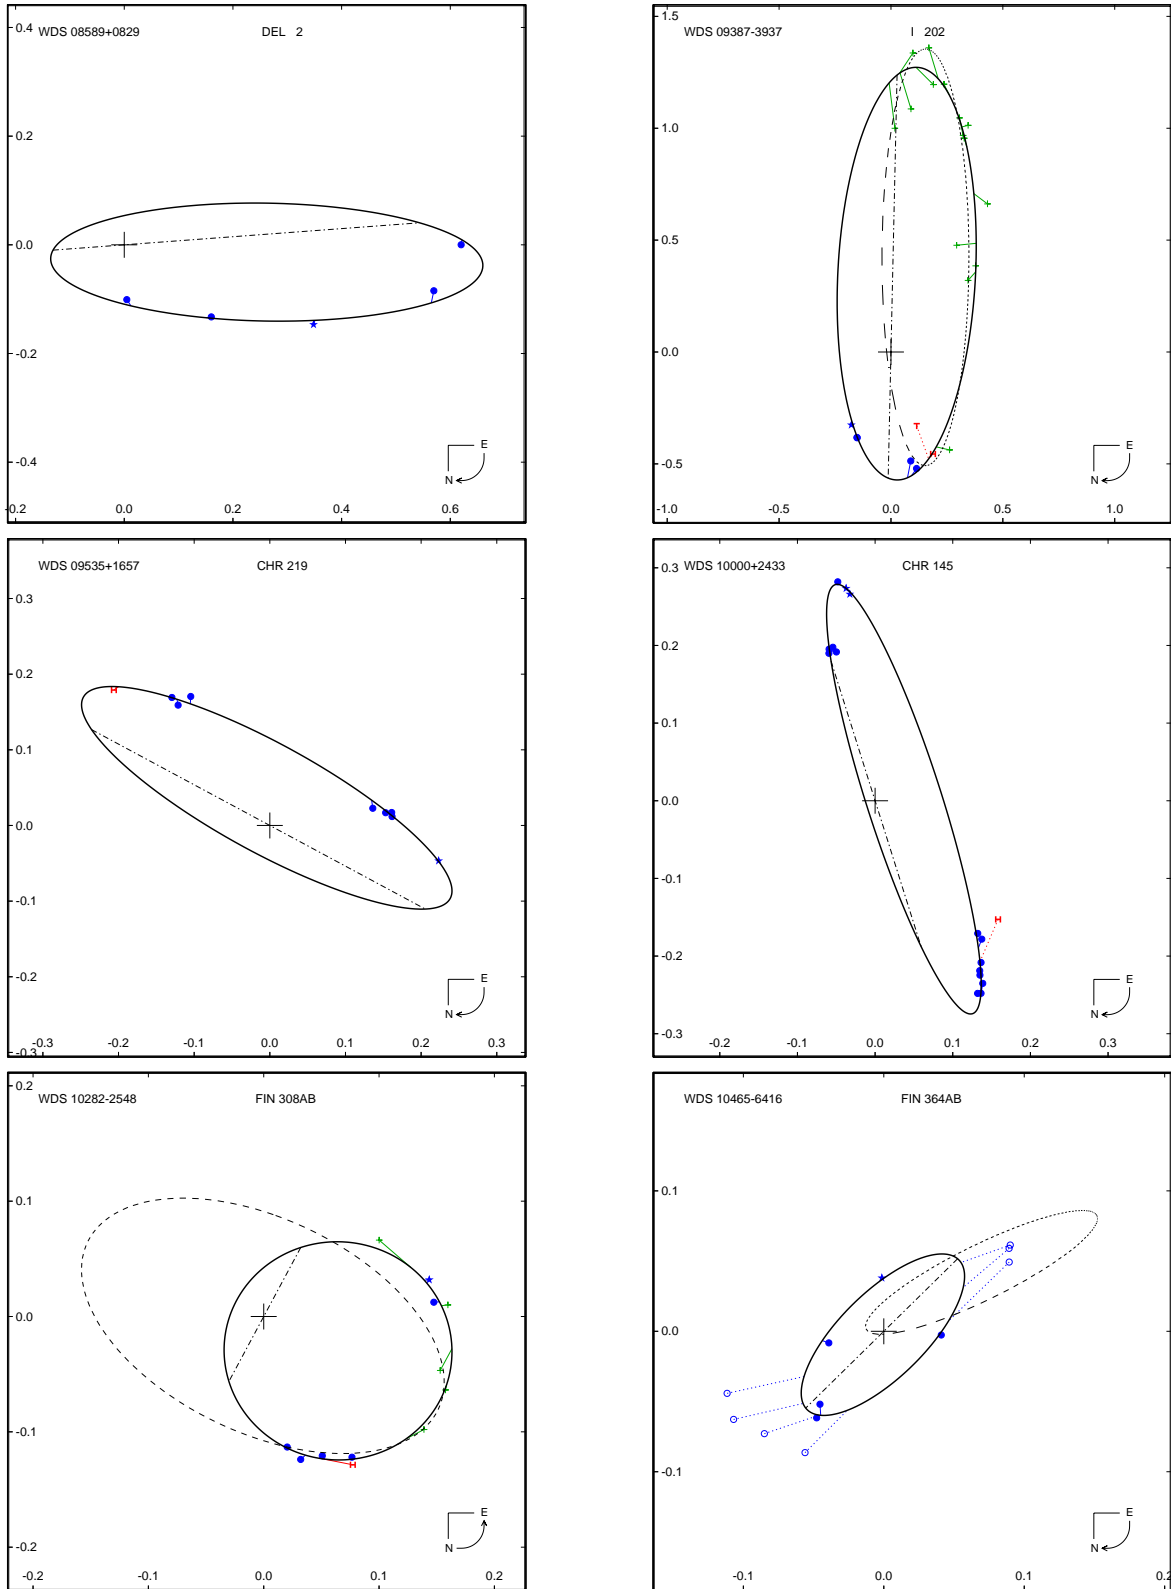 WDS 08589+0829 DEL 2
0.4
0.2
0.0
-0.2
-0.4
-0.2 0.0 0.2 0.4 0.6
E
N
WDS 09387-3937 I 202
1.5
1.0
0.5
0.0
-0.5
-1.0 -0.5 0.0 0.5 1.0
T
H
E
N
WDS 09535+1657 CHR 219
0.3
0.2
0.1
0.0
-0.1
-0.2
-0.3
-0.3 -0.2 -0.1 0.0 0.1 0.2 0.3
H
E
N
WDS 10000+2433 CHR 145
0.3
0.2
0.1
0.0
-0.1
-0.2
-0.3
-0.2 -0.1 0.0 0.1 0.2 0.3
H
E
N
WDS 10282-2548 FIN 308AB
0.2
0.1
0.0
-0.1
-0.2
-0.2 -0.1 0.0 0.1 0.2
H
E
N
WDS 10465-6416 FIN 364AB
0.1
0.0
-0.1
-0.1 0.0 0.1 0.2
E
N